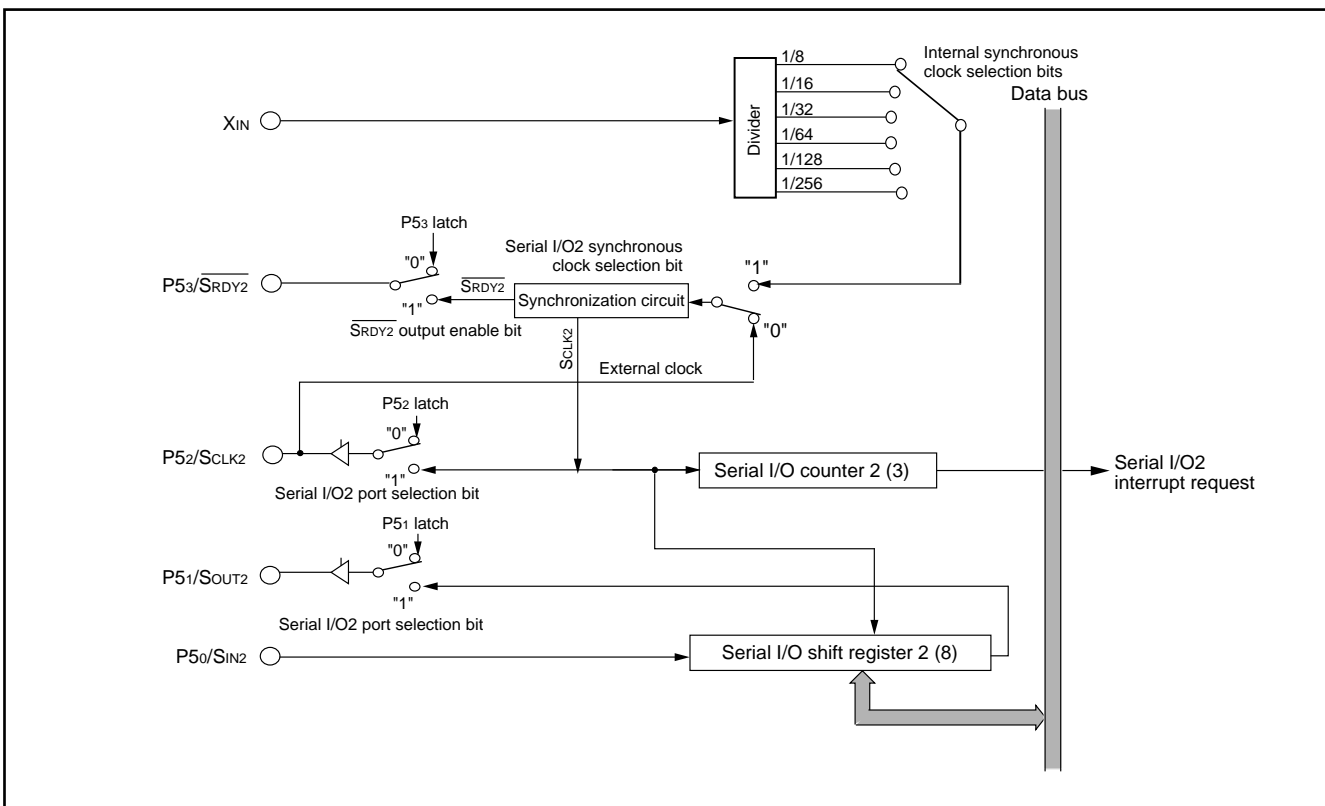 Internal synchronous
clock selection bits
Data bus
XIN
Divider
1/8
1/16
1/32
1/64
1/128
1/256
P53 latch
"0"
P53/SRDY2
"1"
SRDY2
SRDY2 output enable bit
Serial I/O2 synchronous
clock selection bit
Synchronization circuit
"1"
"0"
SCLK2
External clock
P52 latch
"0"
P52/SCLK2
"1"
Serial I/O2 port selection bit
Serial I/O counter 2 (3)
Serial I/O2
interrupt request
P51 latch
"0"
P51/SOUT2
"1"
Serial I/O2 port selection bit
P50/SIN2
Serial I/O shift register 2 (8)